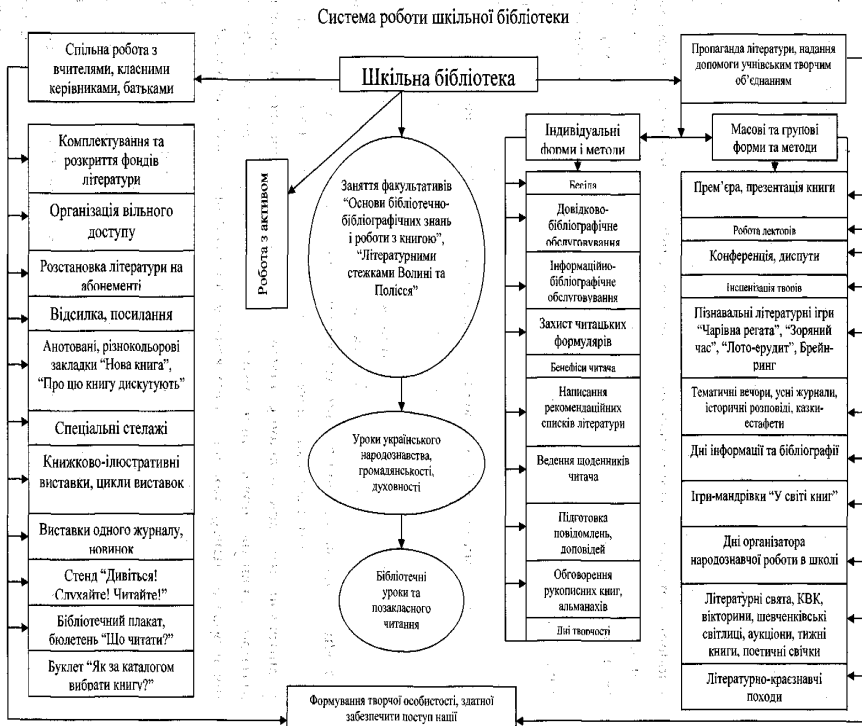 Система роботи шкільної бібліотеки
Спільна робота з
вчителями, класними
керівниками, батьками
Шкільна бібліотека
Пропаганда літератури, надання
допомоги учнівським творчим
об’єднанням
Комплектування та
розкриття фондів
літератури
Організація вільного
доступу
Розстановка літератури на
абонементі
Відсилка, посилання
Анотовані, різнокольорові
закладки “Нова книга”,
“Про цю книгу дискутують”
Спеціальні стелажі
Книжково-ілюстративні
виставки, цикли виставок
Виставки одного журналу,
новинок
Стенд “Дивіться!
Слухайте! Читайте!”
Бібліотечний плакат,
бюлетень “Що читати?”
Буклет “Як за каталогом
вибрати книгу?”
Робота з активом
Заняття факультативів
“Основи бібліотечно-
бібліографічних знань
і роботи з книгою”,
“Літературними
стежками Волині та
Полісся”
Уроки українського
народознавства,
громадянськості,
духовності
Бібліотечні
уроки та
позакласного
читання
Індивідуальні
форми і методи
Бесіда
Довідково-
бібліографічне
обслуговування
Інформаційно-
бібліографічне
обслуговування
Захист читацьких
формулярів
Бенефіси читача
Написання
рекомендаційних
списків літератури
Ведення щоденників
читача
Підготовка
повідомлень,
доповідей
Обговорення
рукописних книг,
альманахів
Дні творчості
Масові та групові
форми та методи
Прем’єра, презентація книги
Робота лекторів
Конференція, диспути
Інсценізація творів
Пізнавальні літературні ігри
“Чарівна регата”, “Зоряний
час”, “Лото-ерудит”, Брейн-
ринг
Тематичні вечори, усні журнали,
історичні розповіді, казки-
естафети
Дні інформації та бібліографії
Ігри-мандрівки “У світі книг”
Дні організатора
народознавчої роботи в школі
Літературні свята, КВК,
вікторини, шевченківські
світлиці, аукціони, тижні
книги, поетичні свічки
Літературно-краєзнавчі
походи
Формування творчої особистості, здатної
забезпечити поступ нації